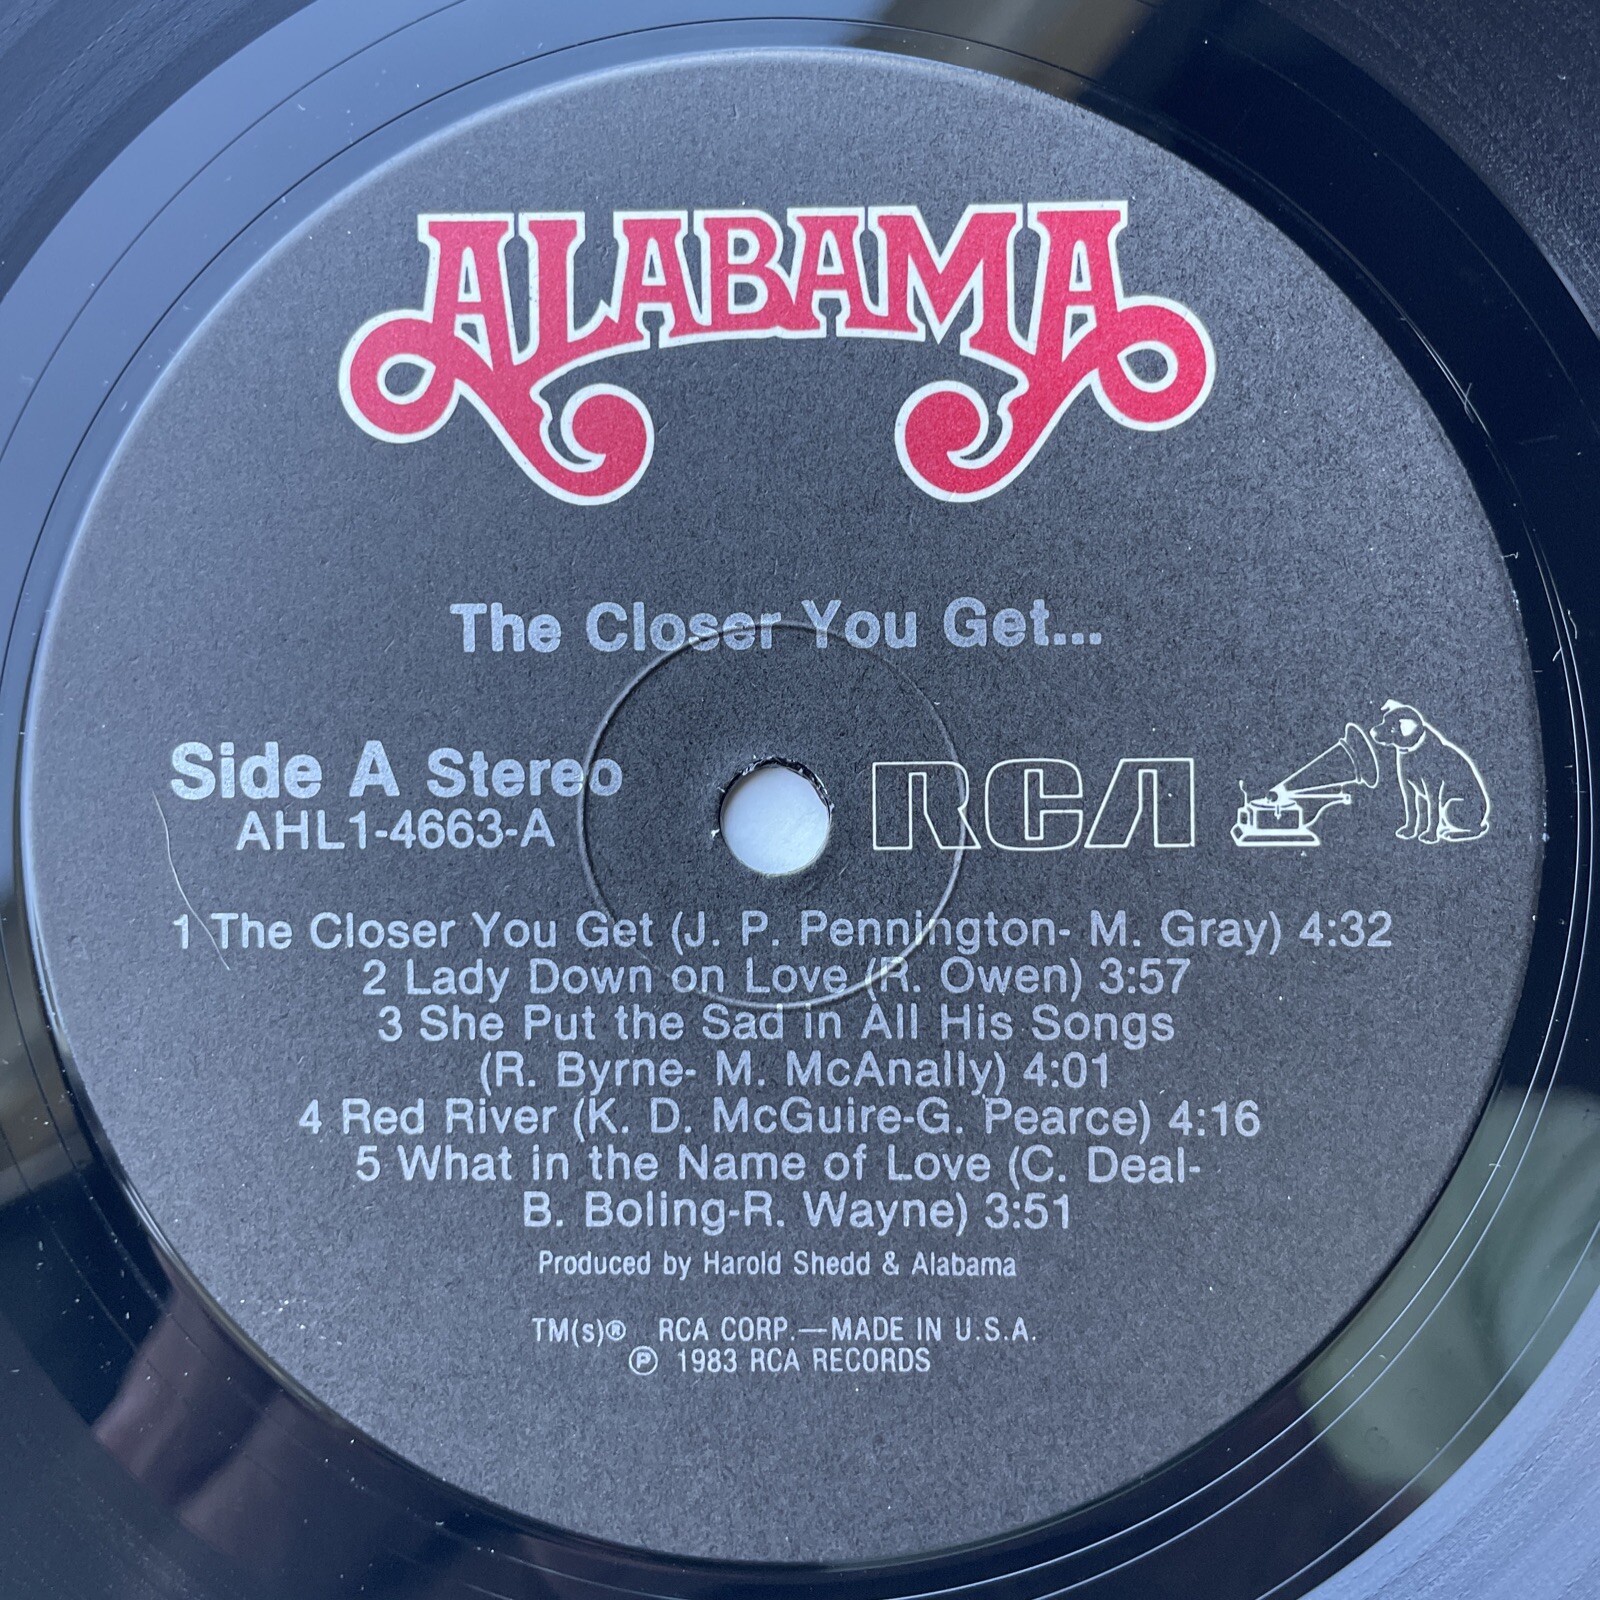 ALABAMA
The Closer You Get...
Side A Stereo
AHL1-4663-A
RCA
1 The Closer You Get (J. P. Pennington- M. Gray) 4:32
2 Lady Down on Love (R. Owen) 3:57
3 She Put the Sad in All His Songs
(R. Byrne- M. McAnally) 4:01
4 Red River (K. D. McGuire-G. Pearce) 4:16
5 What in the Name of Love (C. Deal-
B. Boling-R. Wayne) 3:51
Produced by Harold Shedd & Alabama
TM(s)® RCA CORP.—MADE IN U.S.A.
℗ 1983 RCA RECORDS